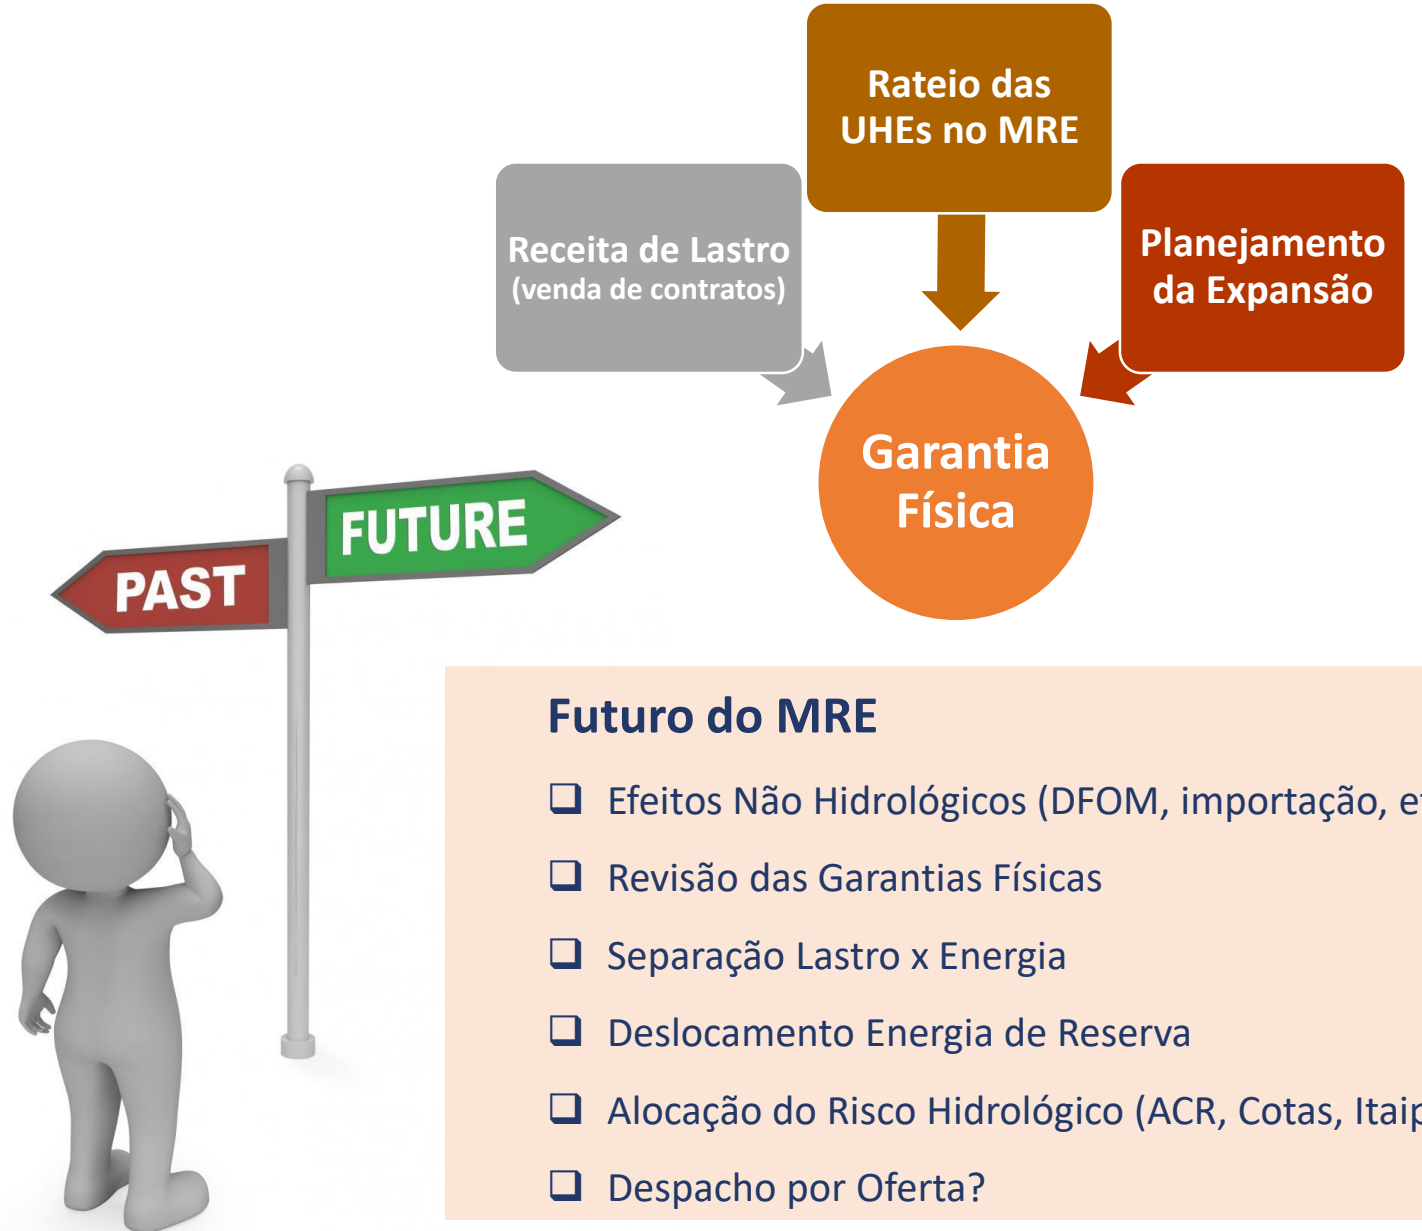 Rateio das
UHEs no MRE
Receita de Lastro
(venda de contratos)
Planejamento
da Expansão
Garantia
Física
FUTURE
PAST
Futuro do MRE
Efeitos Não Hidrológicos (DFOM, importação,
Revisão das Garantias Físicas
Separação Lastro x Energia
Deslocamento Energia de Reserva
Alocação do Risco Hidrológico (ACR, Cotas,
Despacho por Oferta?